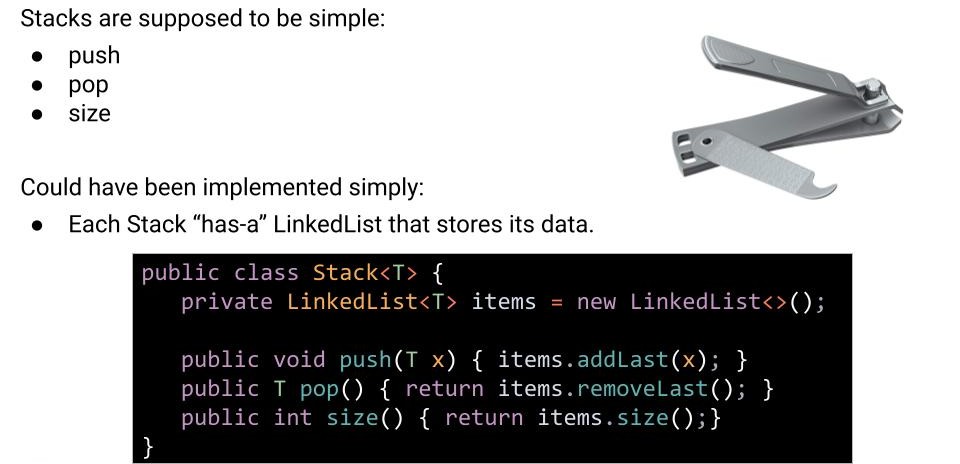 Stacks are supposed to be simple:
● push
● pop
● size
Could have been implemented simply:
● Each Stack “has-a” LinkedList that stores its data.
public class Stack<T> {
   private LinkedList<T> items = new LinkedList<>();
   public void push(T x) { items.addLast(x); }
   public T pop() { return items.removeLast(); }
   public int size() { return items.size();}
}